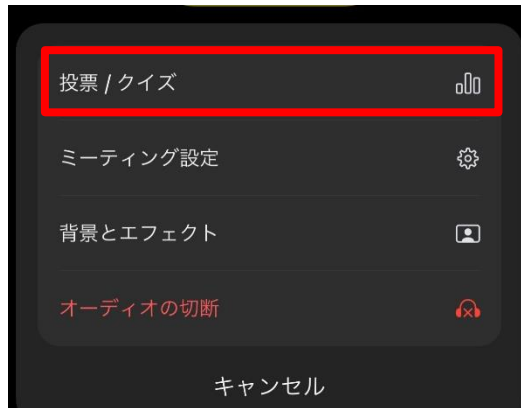 投票 / クイズ
ミーティング設定
背景とエフェクト
オーディオの切断
キャンセル